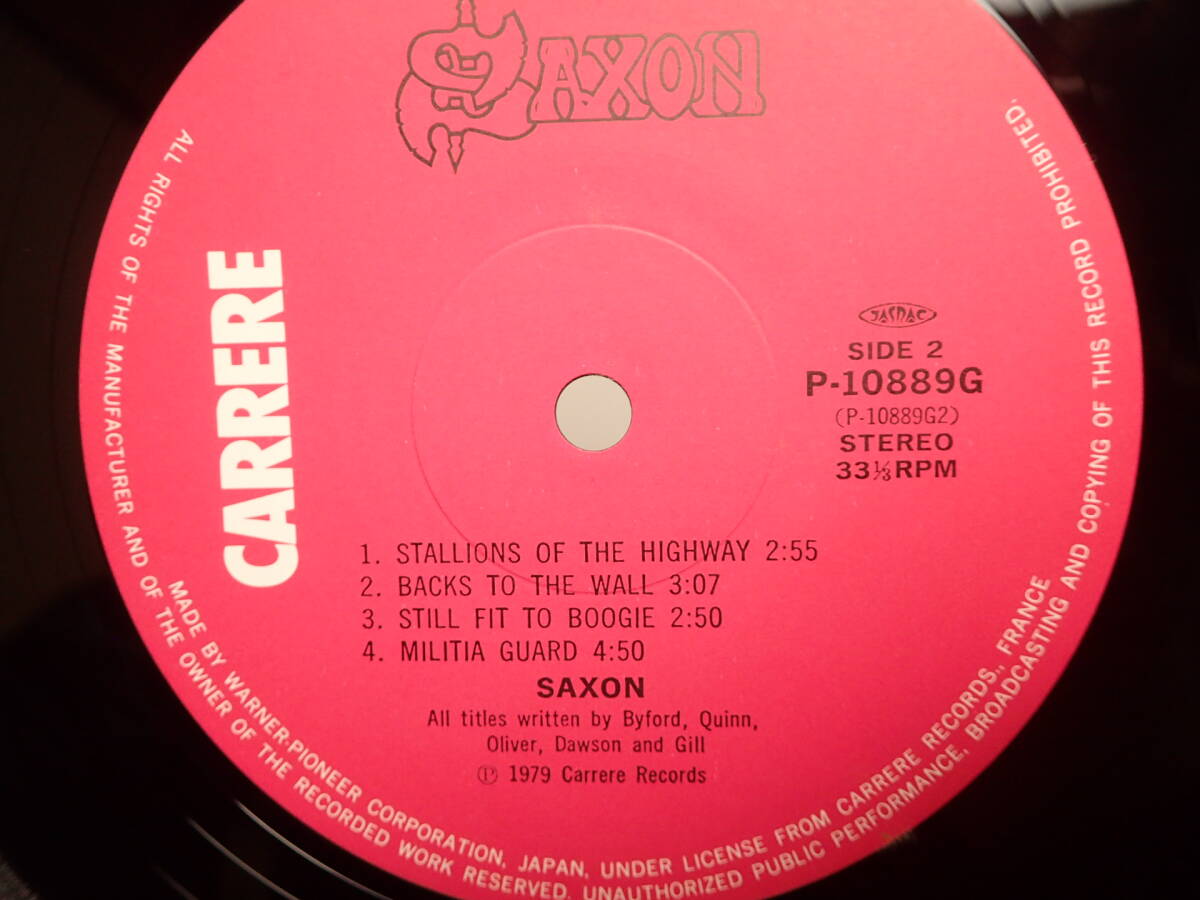 SAXON
CARRERE
JASRAC
SIDE 2
P-10889G
(P-10889G2)
STEREO
33⅓RPM
1. STALLIONS OF THE HIGHWAY 2:55
2. BACKS TO THE WALL 3:07
3. STILL FIT TO BOOGIE 2:50
4. MILITIA GUARD 4:50
SAXON
All titles written by Byford, Quinn,
Oliver, Dawson and Gill
Ⓟ 1979 Carrere Records
ALL RIGHTS OF THE MANUFACTURER AND OF THE OWNER OF THE RECORDED WORK RESERVED. UNAUTHORIZED PUBLIC PERFORMANCE, BROADCASTING AND COPYING OF THIS RECORD PROHIBITED.
MADE BY WARNER-PIONEER CORPORATION, JAPAN, UNDER LICENSE FROM CARRERE RECORDS., FRANCE